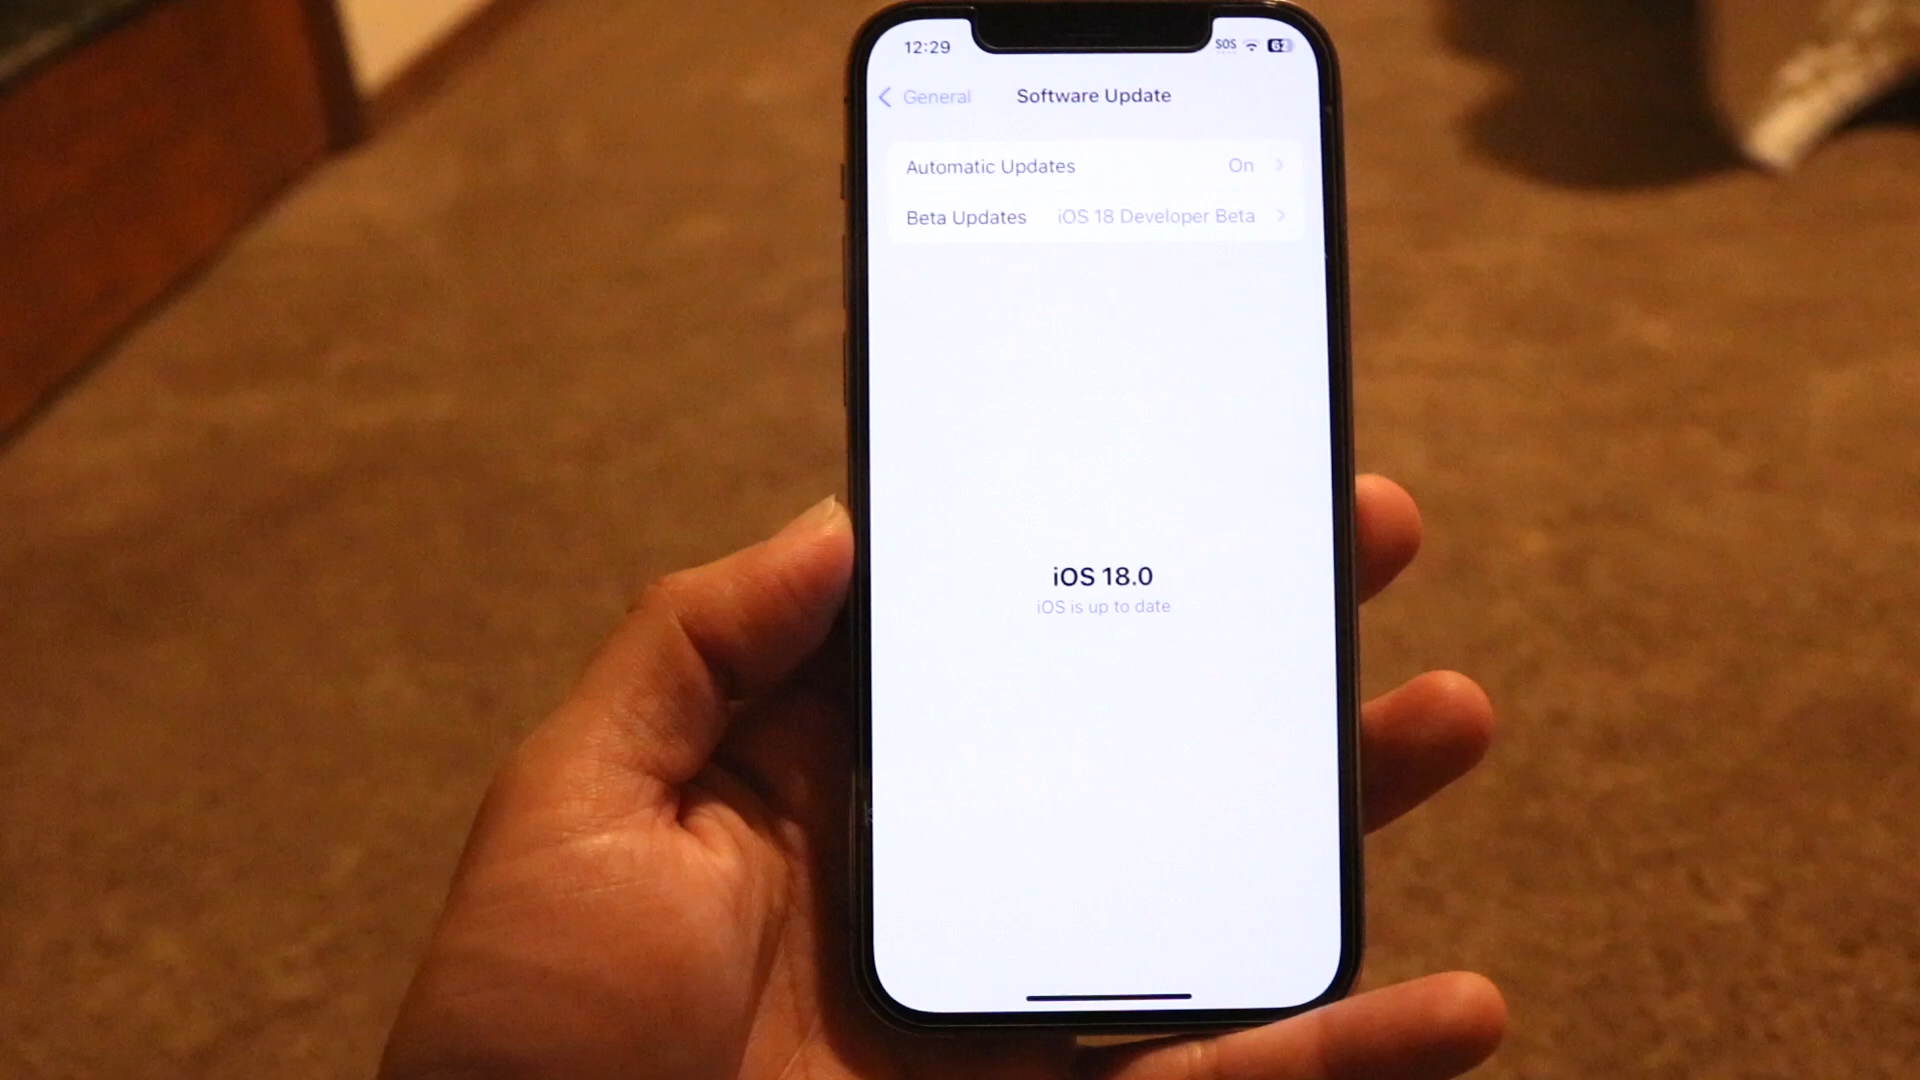 12:29 SOS 62
General Software Update
Automatic Updates On
Beta Updates iOS 18 Developer Beta
iOS 18.0
iOS is up to date